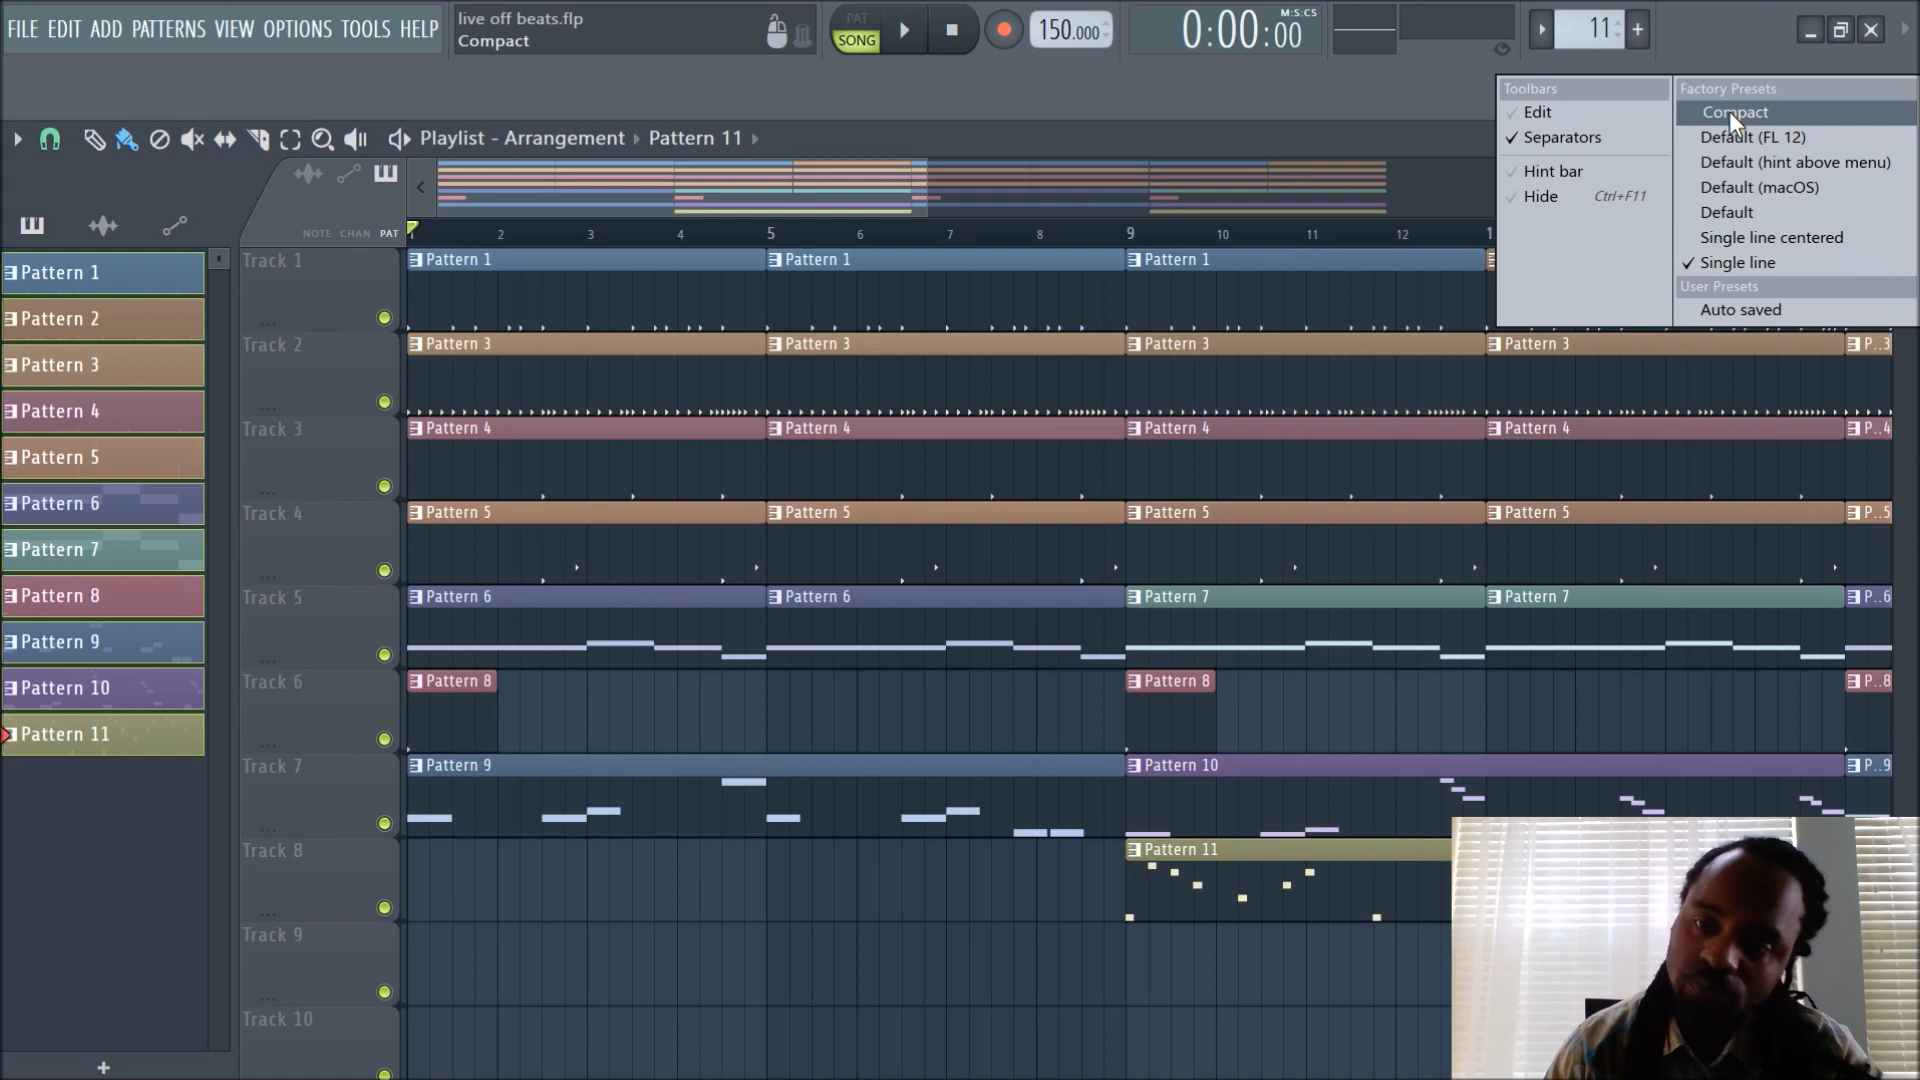 FILE EDIT ADD PATTERNS VIEW OPTIONS TOOLS HELP
live off beats.flp
Compact
PAT
SONG
150.000
0:00:00
M:S:CS
11
Toolbars
Edit
Separators
Hint bar
Hide Ctrl+F11
Factory Presets
Compact
Default (FL 12)
Default (hint above menu)
Default (macOS)
Default
Single line centered
Single line
User Presets
Auto saved
Playlist - Arrangement Pattern 11
NOTE CHAN PAT
1 2 3 4 5 6 7 8 9 10 11 12 1
Pattern 1
Pattern 2
Pattern 3
Pattern 4
Pattern 5
Pattern 6
Pattern 7
Pattern 8
Pattern 9
Pattern 10
Pattern 11
Track 1
Pattern 1 Pattern 1 Pattern 1
Track 2
Pattern 3 Pattern 3 Pattern 3 Pattern 3 P..3
Track 3
Pattern 4 Pattern 4 Pattern 4 Pattern 4 P..4
Track 4
Pattern 5 Pattern 5 Pattern 5 Pattern 5 P..5
Track 5
Pattern 6 Pattern 6 Pattern 7 Pattern 7 P..6
Track 6
Pattern 8 Pattern 8 P..8
Track 7
Pattern 9 Pattern 10 P..9
Track 8
Pattern 11
Track 9
Track 10